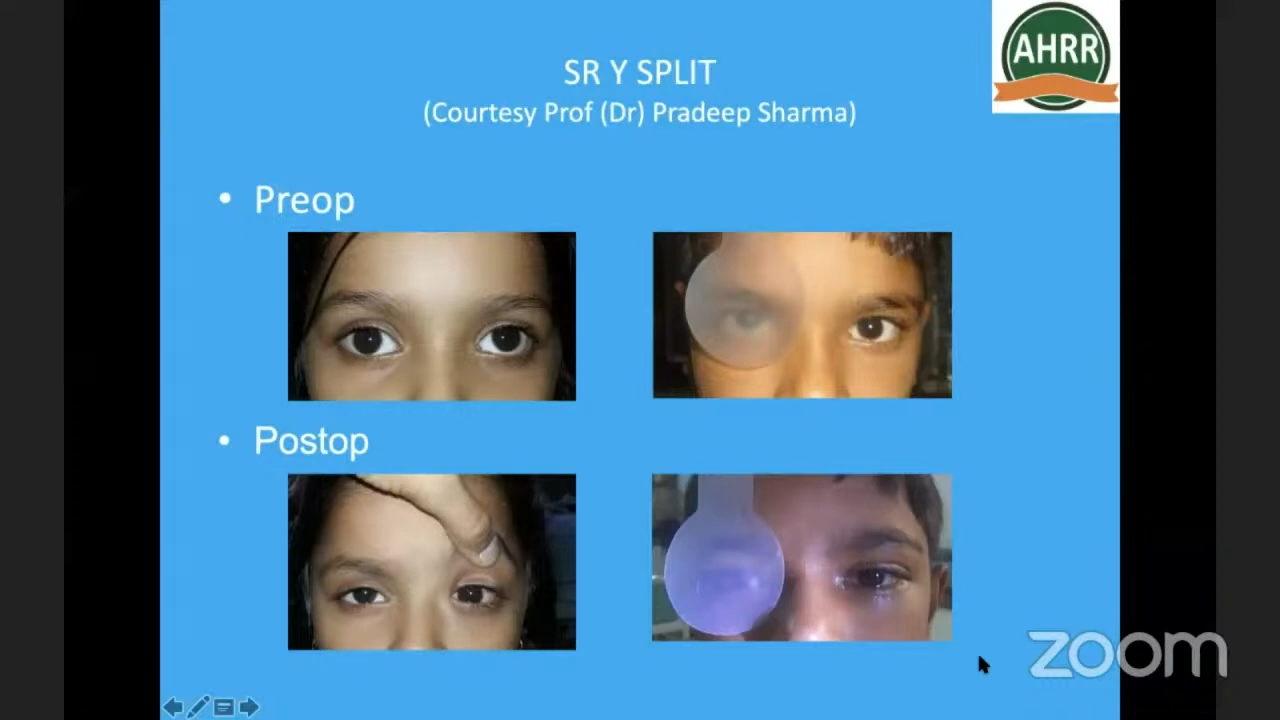 SR Y SPLIT
(Courtesy Prof (Dr) Pradeep Sharma)
AHRR
• Preop
• Postop
zoom